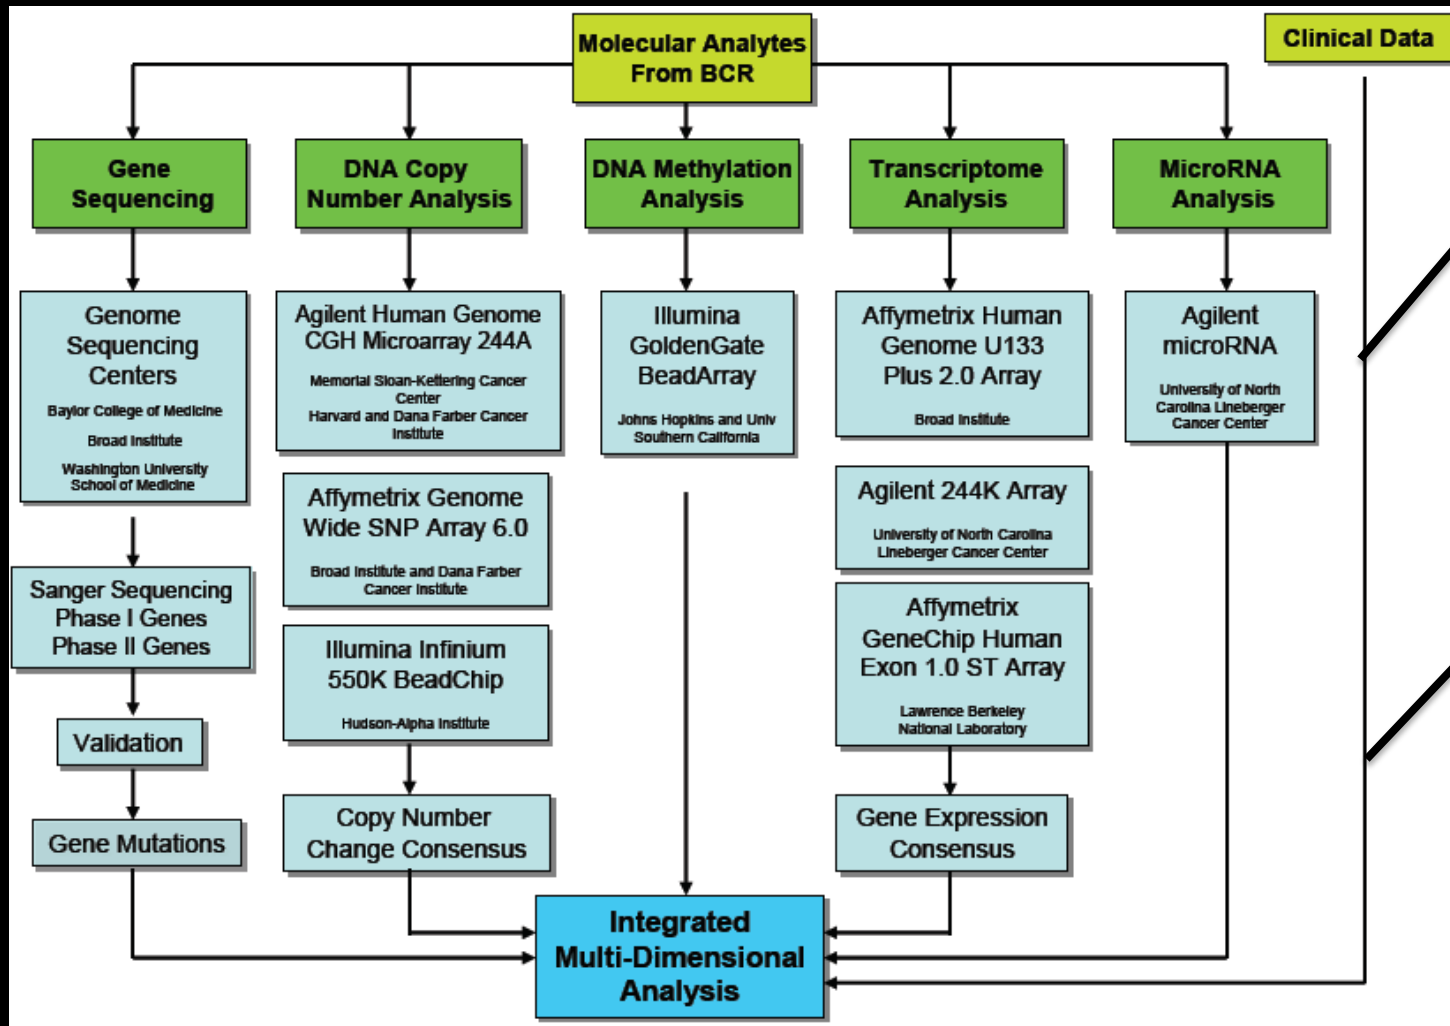 Molecular Analytes
From BCR
Clinical Data
Gene
Sequencing
DNA Copy
Number Analysis
DNA Methylation
Analysis
Transcriptome
Analysis
MicroRNA
Analysis
Genome
Sequencing
Centers
Baylor College of Medicine
Broad Institute
Washington University
School of Medicine
Sanger Sequencing
Phase I Genes
Phase II Genes
Validation
Gene Mutations
Agilent Human Genome
CGH Microarray 244A
Memorial Sloan-Kettering Cancer
Center
Harvard and Dana Farber Cancer
Institute
Affymetrix Genome
Wide SNP Array 6.0
Broad Institute and Dana Farber
Cancer Institute
Illumina Infinium
550K BeadChip
Hudson-Alpha Institute
Copy Number
Change Consensus
Illumina
GoldenGate
BeadArray
Johns Hopkins and Univ
Southern California
Affymetrix Human
Genome U133
Plus 2.0 Array
Broad Institute
Agilent 244K Array
University of North Carolina
Lineberger Cancer Center
Affymetrix
GeneChip Human
Exon 1.0 ST Array
Lawrence Berkeley
National Laboratory
Gene Expression
Consensus
Agilent
microRNA
University of North
Carolina Lineberger
Cancer Center
Integrated
Multi-Dimensional
Analysis